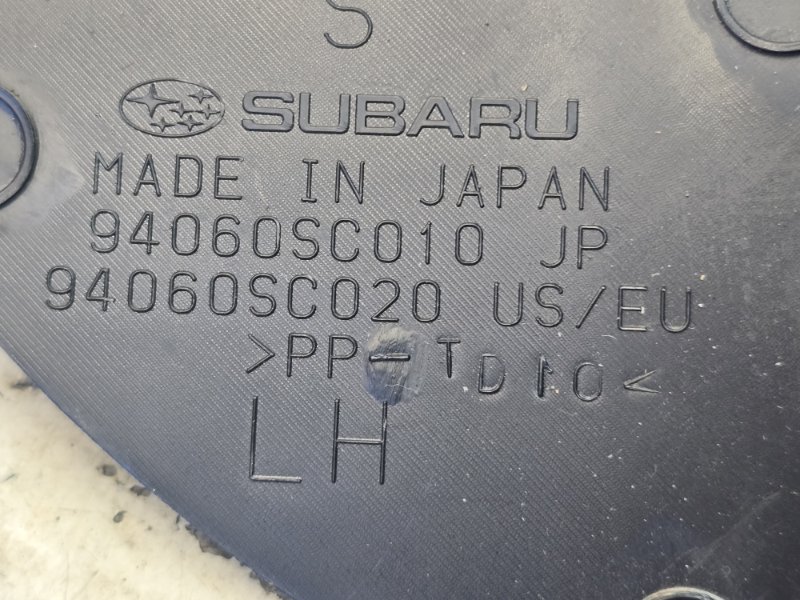 S
SUBARU
MADE IN JAPAN
94060SC010 JP
94060SC020 US/EU
>PP-TD10<
LH